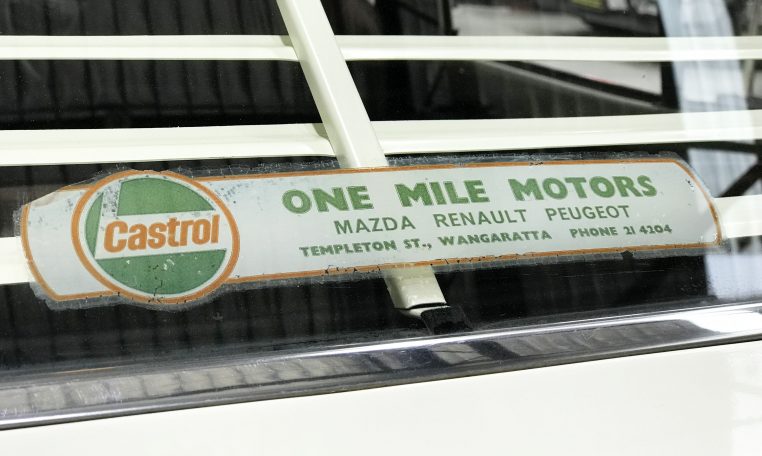 Castrol
ONE MILE MOTORS
MAZDA RENAULT PEUGEOT
TEMPLETON ST., WANGARATTA PHONE 21 4204